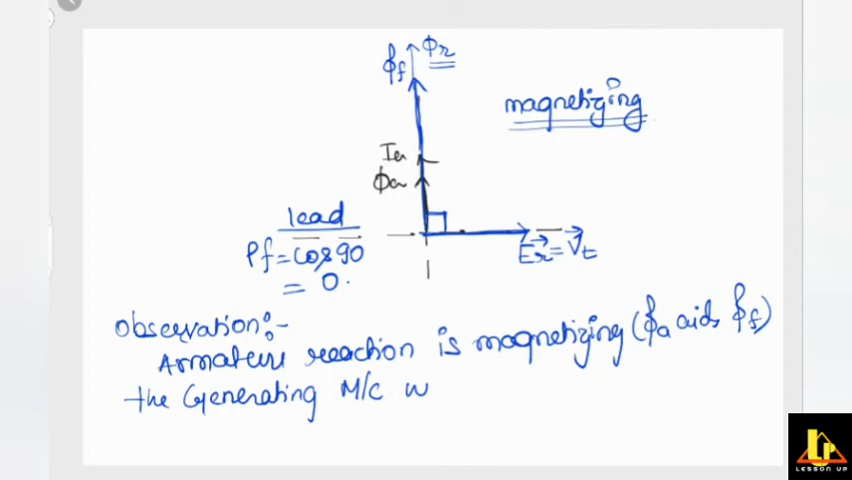 ϕf ϕr
magnetizing
Ia
ϕa
lead
Pf = cos 90
= 0.
Er = Vt
Observation:-
Armature reaction is magnetizing (ϕa aids ϕf)
the Generating M/c w
LESSON UP